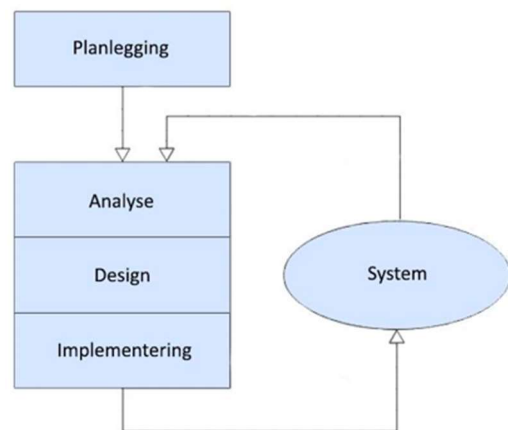 Planlegging
Analyse
Design
System
Implementering